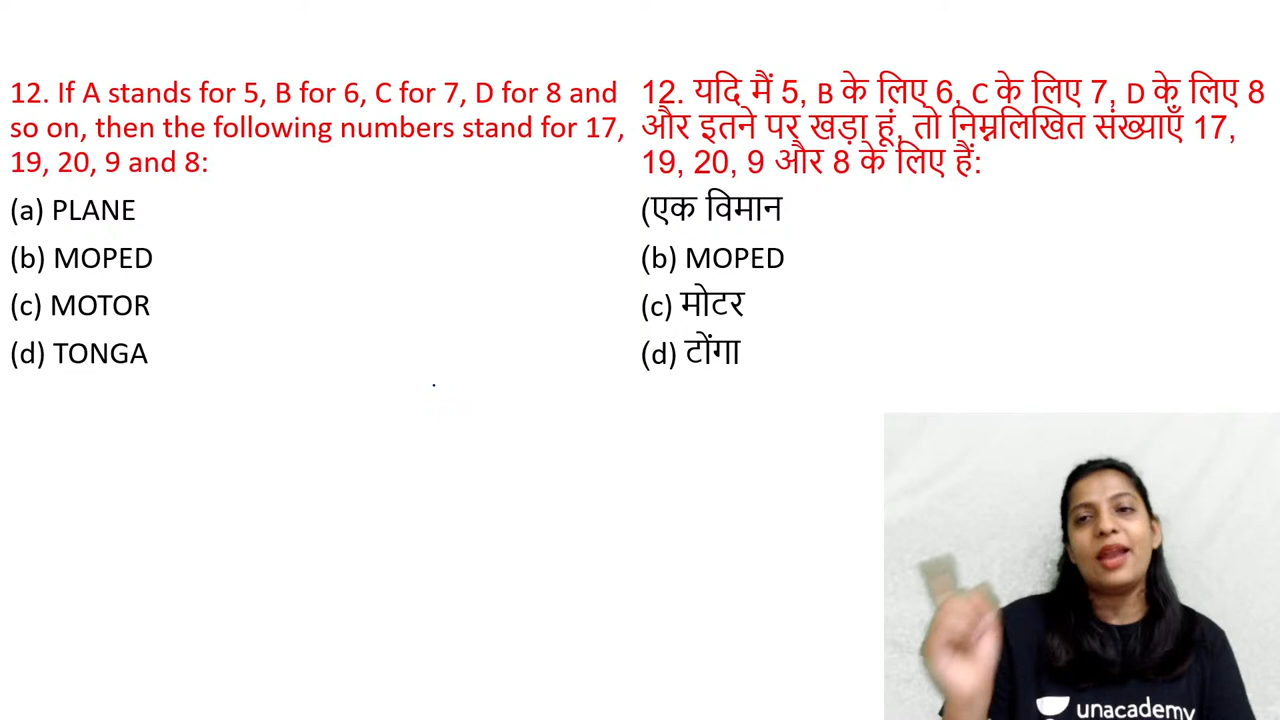 12. If A stands for 5, B for 6, C for 7, D for 8 and
so on, then the following numbers stand for 17,
19, 20, 9 and 8:
(a) PLANE
(b) MOPED
(c) MOTOR
(d) TONGA
12. यदि मैं 5, B के लिए 6, C के लिए 7, D के लिए 8
और इतने पर खड़ा हूं, तो निम्नलिखित संख्याएँ 17,
19, 20, 9 और 8 के लिए हैं:
(एक विमान
(b) MOPED
(c) मोटर
(d) टोंगा
unacademy